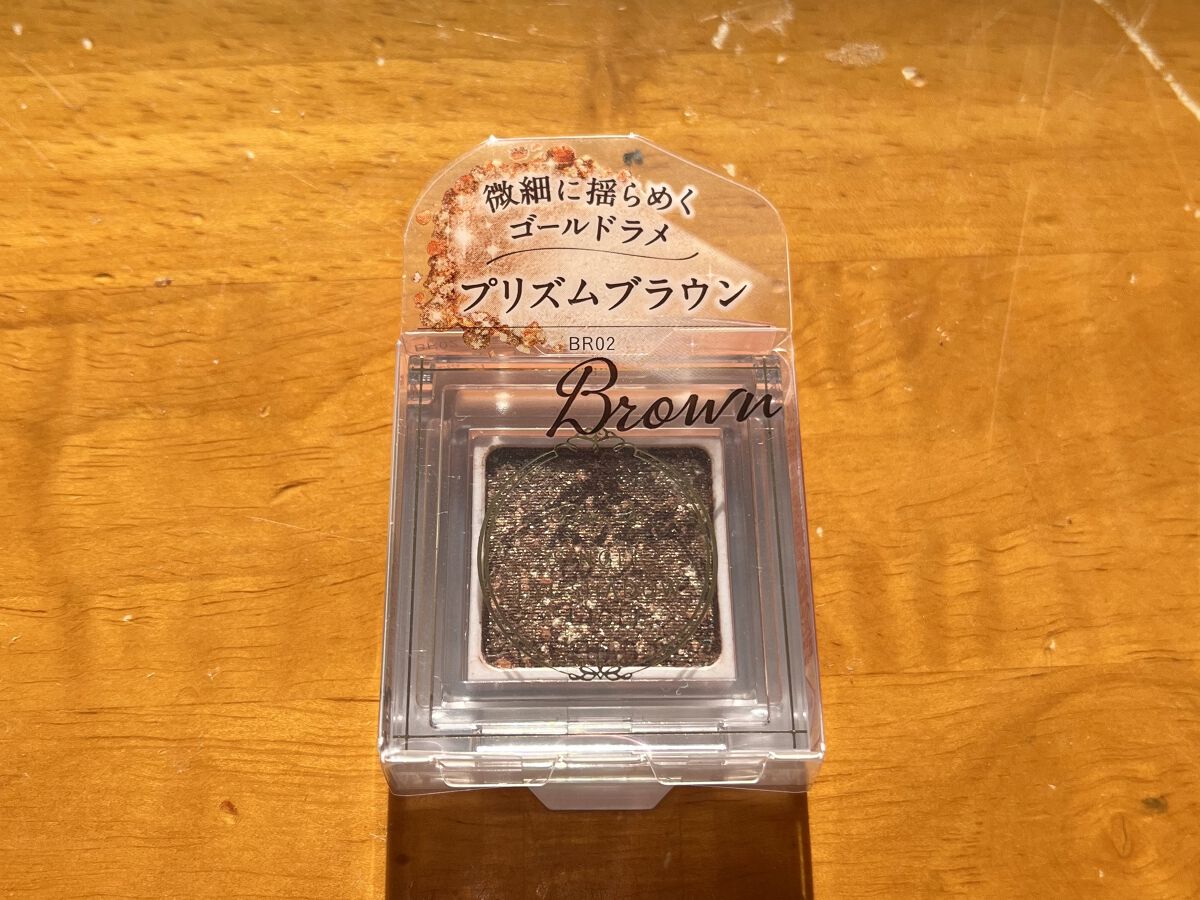 微細に揺らめく
ゴールドラメ
プリズムブラウン
BR02
Brown